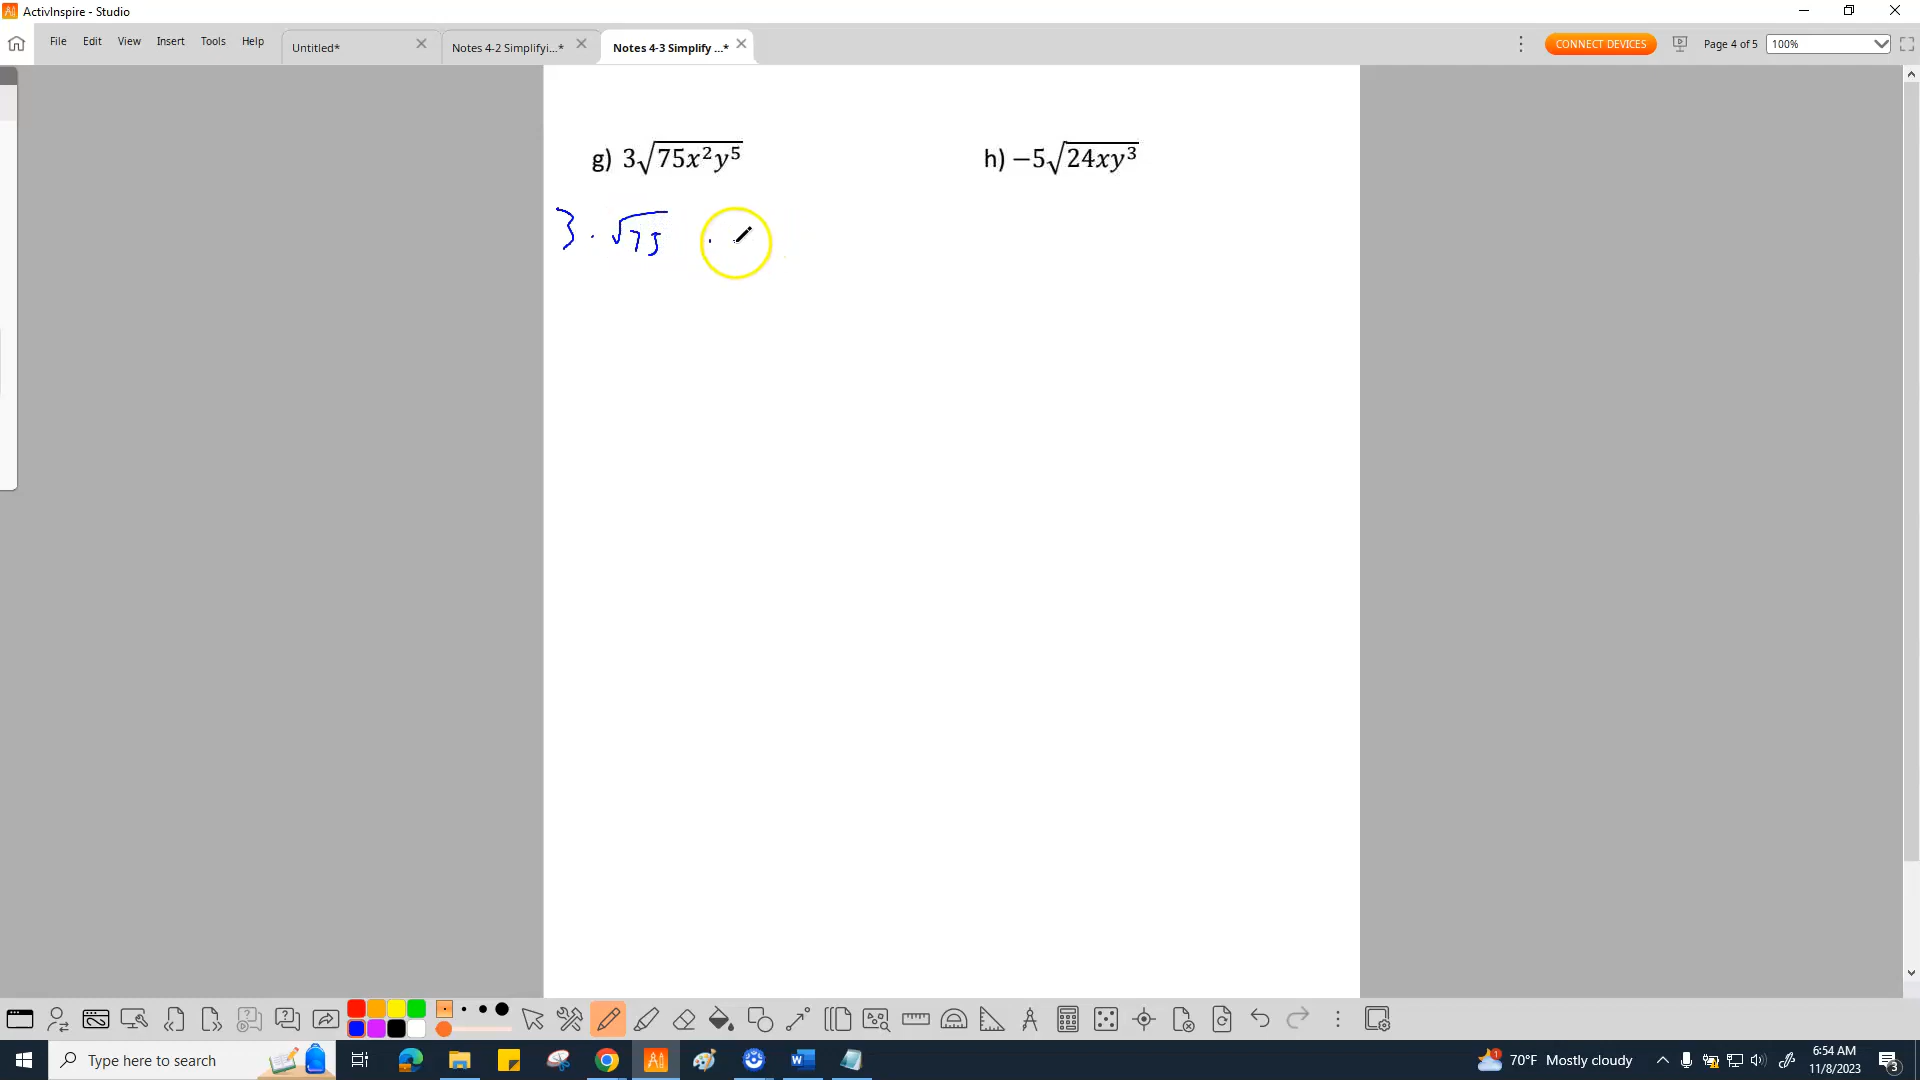 ActivInspire - Studio
File Edit View Insert Tools Help
Untitled*
Notes 4-2 Simplifyi...*
Notes 4-3 Simplify ...*
CONNECT DEVICES
Page 4 of 5
100%
g) 3√75x²y⁵
h) −5√24xy³
3 · √75 ·
Type here to search
70°F Mostly cloudy
6:54 AM
11/8/2023
3